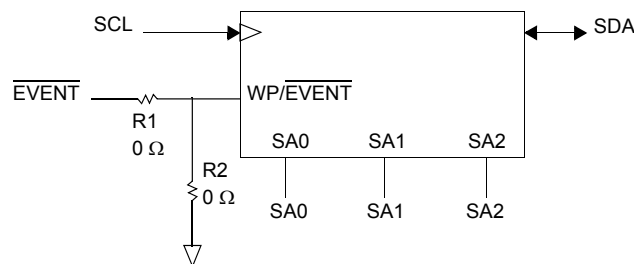 SCL
SDA
EVENT
WP/EVENT
R1
0 Ω
SA0 SA1 SA2
R2
0 Ω
SA0 SA1 SA2